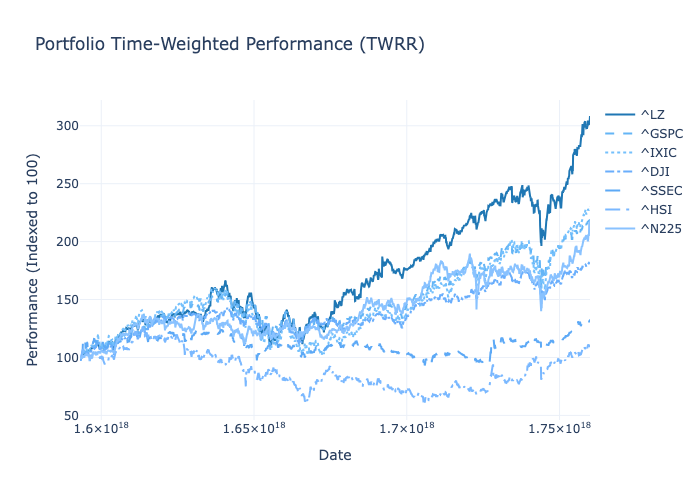 Portfolio Time-Weighted Performance (TWRR)
^LZ
^GSPC
^IXIC
^DJI
^SSEC
^HSI
^N225
Performance (Indexed to 100)
300
250
200
150
100
50
1.6×10¹⁸
1.65×10¹⁸
1.7×10¹⁸
1.75×10¹⁸
Date